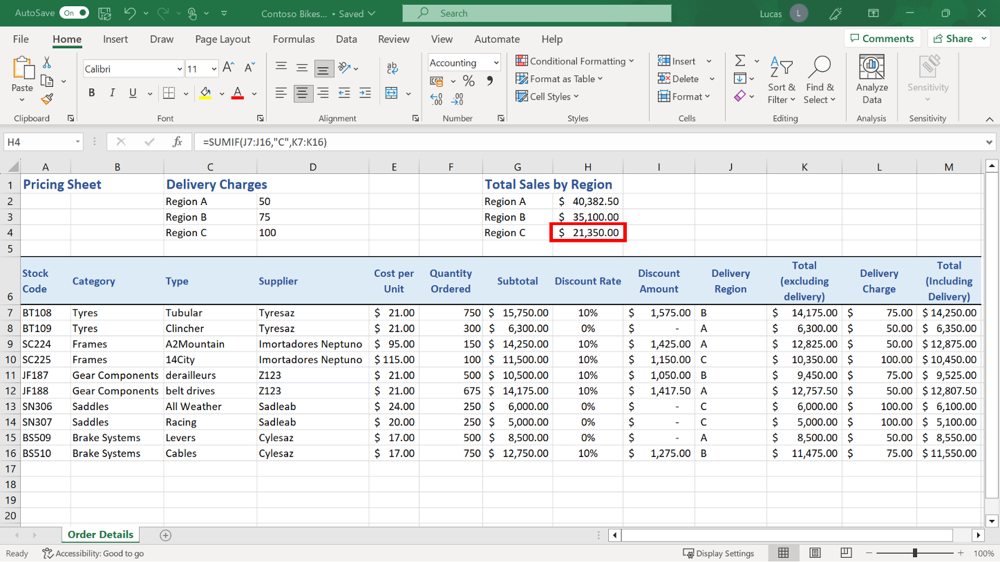 AutoSave On Contoso Bikes... • Saved Search Lucas L
File Home Insert Draw Page Layout Formulas Data Review View Automate Help Comments Share
Paste
Clipboard
Calibri 11 A A
B I U A
Font
ab
Alignment
Accounting
% 9
.00 .00
Number
Conditional Formatting
Format as Table
Cell Styles
Styles
Insert
Delete
Format
Cells
Sort & Filter
Find & Select
Editing
Analyze Data
Analysis
Sensitivity
Sensitivity
H4 fx =SUMIF(J7:J16,"C",K7:K16)
A B C D E F G H I J K L M
1 Pricing Sheet Delivery Charges Total Sales by Region
2 Region A 50 Region A $ 40,382.50
3 Region B 75 Region B $ 35,100.00
4 Region C 100 Region C $ 21,350.00
5
6 Stock Code Category Type Supplier Cost per Unit Quantity Ordered Subtotal Discount Rate Discount Amount Delivery Region Total (excluding delivery) Delivery Charge Total (Including Delivery)
7 BT108 Tyres Tubular Tyresaz $ 21.00 750 $ 15,750.00 10% $ 1,575.00 B $ 14,175.00 $ 75.00 $ 14,250.00
8 BT109 Tyres Clincher Tyresaz $ 21.00 300 $ 6,300.00 0% $ - A $ 6,300.00 $ 50.00 $ 6,350.00
9 SC224 Frames A2Mountain Imortadores Neptuno $ 95.00 150 $ 14,250.00 10% $ 1,425.00 A $ 12,825.00 $ 50.00 $ 12,875.00
10 SC225 Frames 14City Imortadores Neptuno $ 115.00 100 $ 11,500.00 10% $ 1,150.00 C $ 10,350.00 $ 100.00 $ 10,450.00
11 JF187 Gear Components derailleurs Z123 $ 21.00 500 $ 10,500.00 10% $ 1,050.00 B $ 9,450.00 $ 75.00 $ 9,525.00
12 JF188 Gear Components belt drives Z123 $ 21.00 675 $ 14,175.00 10% $ 1,417.50 A $ 12,757.50 $ 50.00 $ 12,807.50
13 SN306 Saddles All Weather Sadleab $ 24.00 250 $ 6,000.00 0% $ - C $ 6,000.00 $ 100.00 $ 6,100.00
14 SN307 Saddles Racing Sadleab $ 20.00 250 $ 5,000.00 0% $ - C $ 5,000.00 $ 100.00 $ 5,100.00
15 BS509 Brake Systems Levers Cylesaz $ 17.00 500 $ 8,500.00 0% $ - A $ 8,500.00 $ 50.00 $ 8,550.00
16 BS510 Brake Systems Cables Cylesaz $ 17.00 750 $ 12,750.00 10% $ 1,275.00 B $ 11,475.00 $ 75.00 $ 11,550.00
17
18
19
20
Order Details
Ready Accessibility: Good to go Display Settings 100%